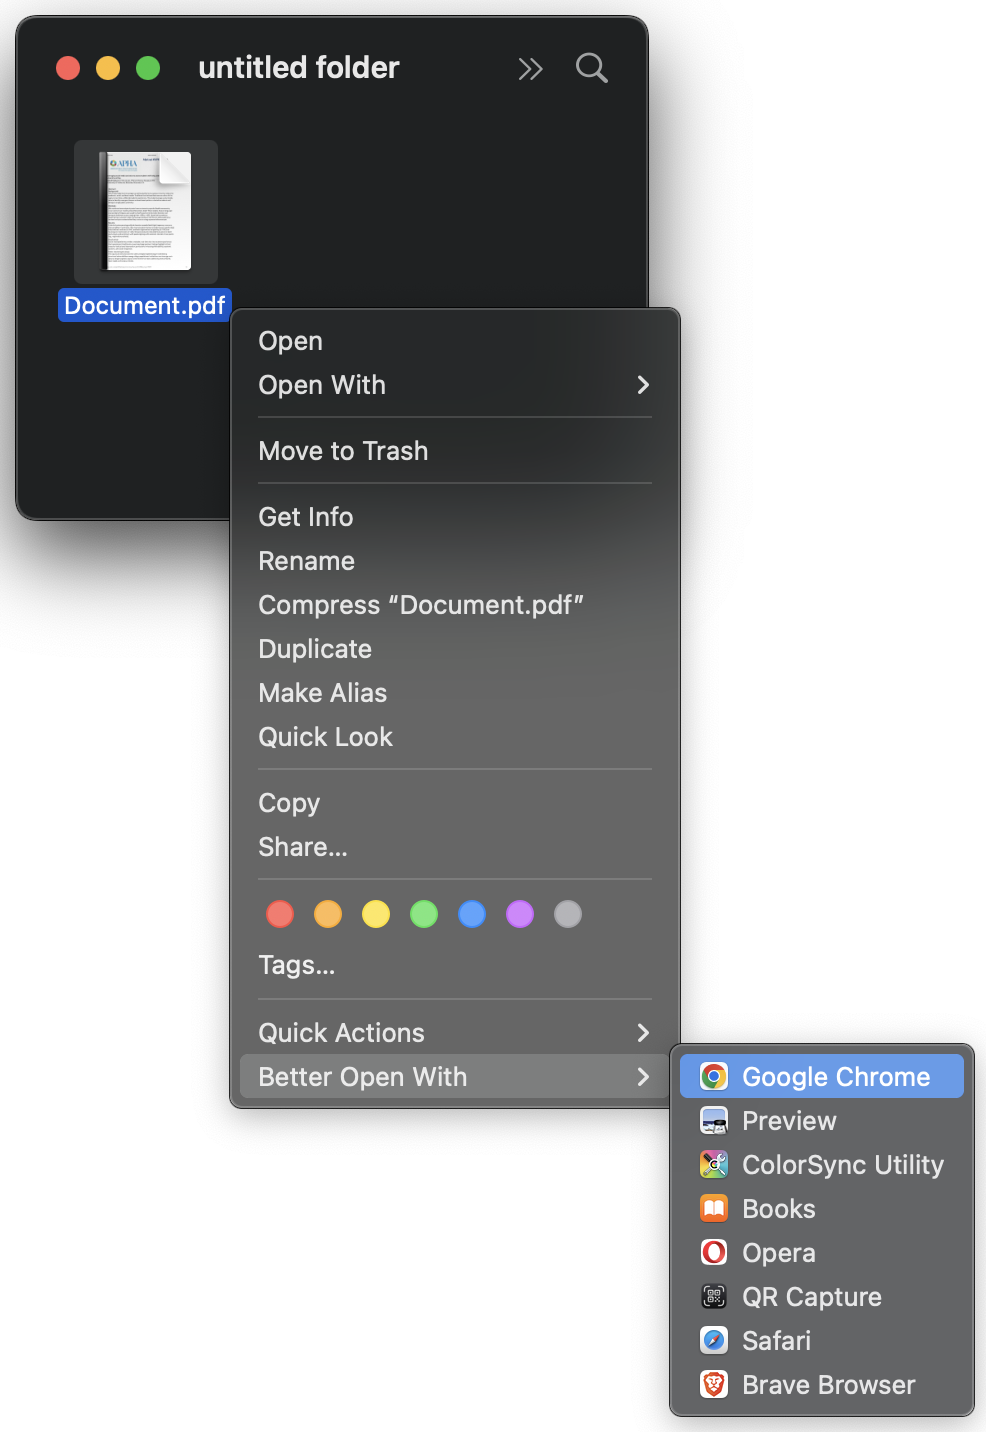 untitled folder
APHA
Document.pdf
Open
Open With
Move to Trash
Get Info
Rename
Compress “Document.pdf”
Duplicate
Make Alias
Quick Look
Copy
Share...
Tags...
Quick Actions
Better Open With
Google Chrome
Preview
ColorSync Utility
Books
Opera
QR Capture
Safari
Brave Browser